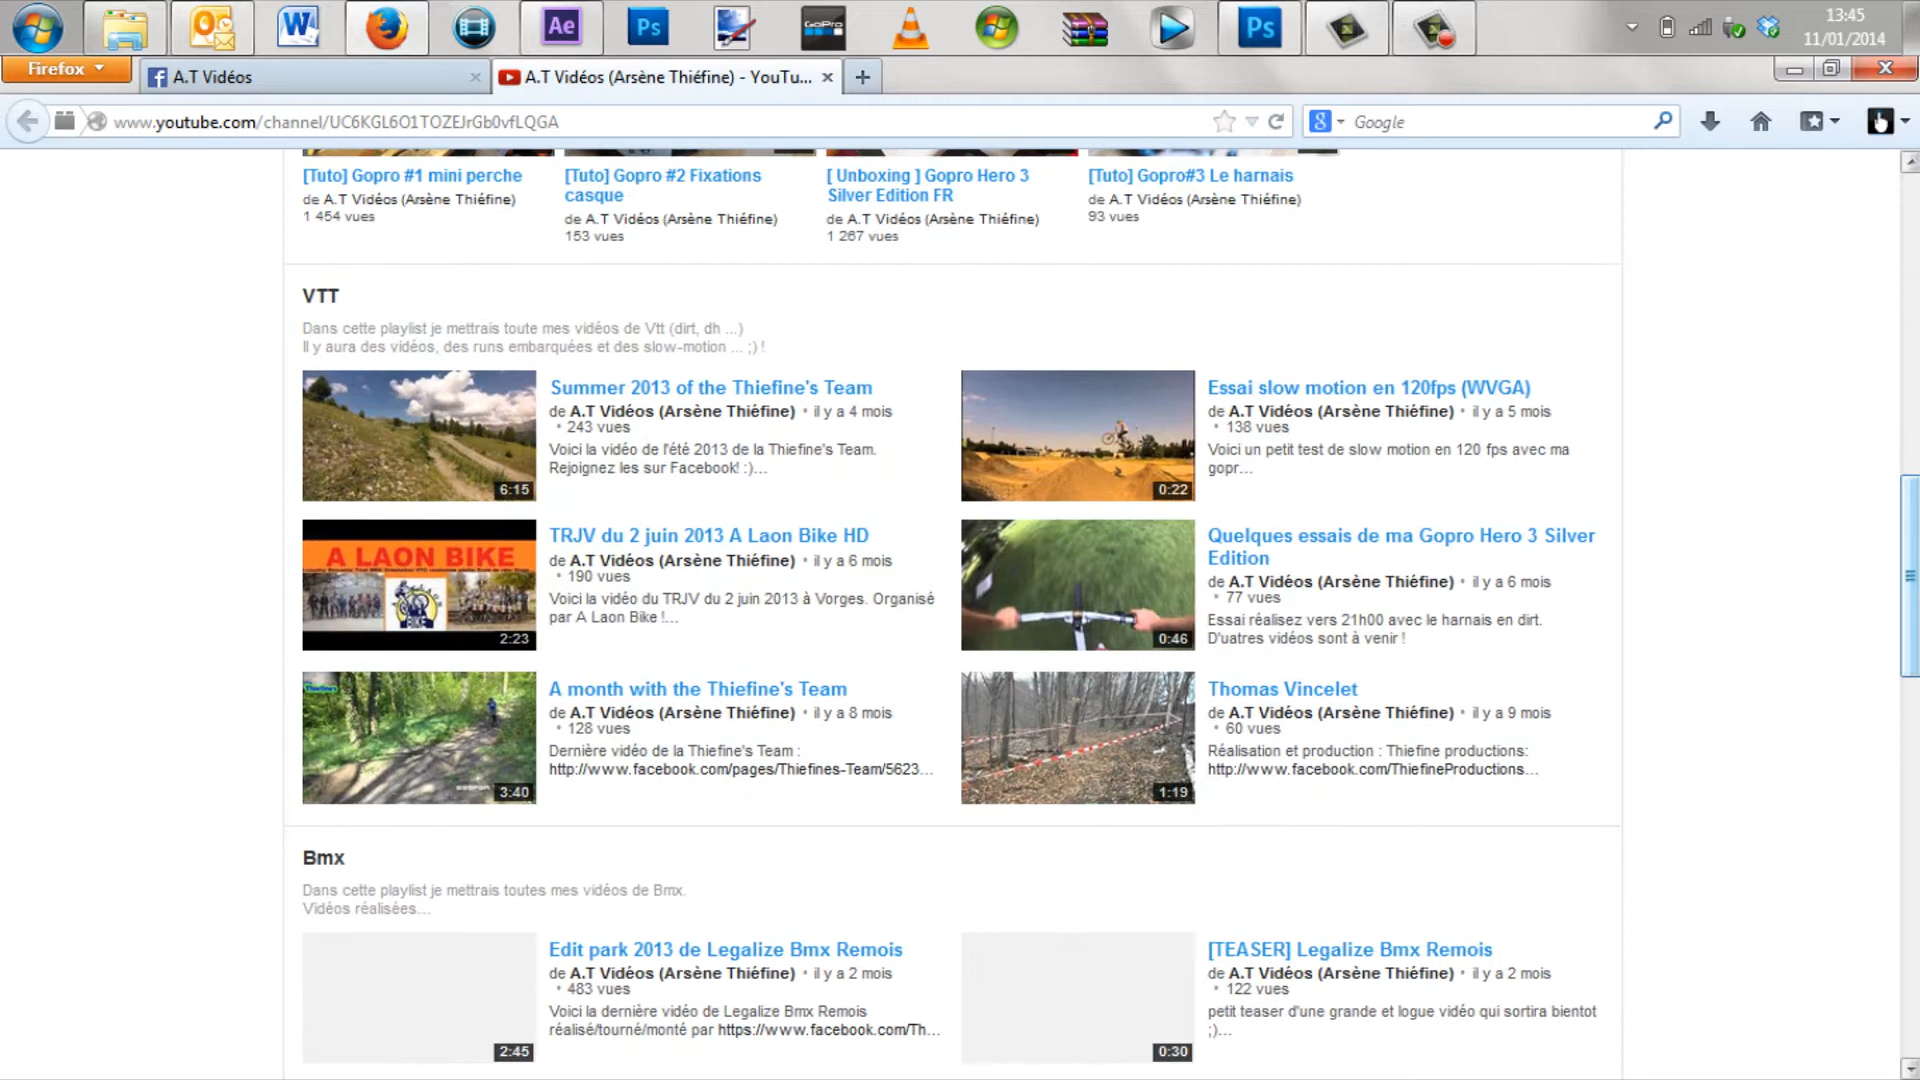 13:45
11/01/2014
Firefox
A.T Vidéos
A.T Vidéos (Arsène Thiéfine) - YouTu...
www.youtube.com/channel/UC6KGL6O1TOZEJrGb0vfLQGA
Google
[Tuto] Gopro #1 mini perche
de A.T Vidéos (Arsène Thiéfine)
1 454 vues
[Tuto] Gopro #2 Fixations
casque
de A.T Vidéos (Arsène Thiéfine)
153 vues
[ Unboxing ] Gopro Hero 3
Silver Edition FR
de A.T Vidéos (Arsène Thiéfine)
1 267 vues
[Tuto] Gopro#3 Le harnais
de A.T Vidéos (Arsène Thiéfine)
93 vues
VTT
Dans cette playlist je mettrais toute mes vidéos de Vtt (dirt, dh ...)
Il y aura des vidéos, des runs embarquées et des slow-motion ... ;) !
6:15
Summer 2013 of the Thiefine's Team
de A.T Vidéos (Arsène Thiéfine) • il y a 4 mois
• 243 vues
Voici la vidéo de l'été 2013 de la Thiefine's Team.
Rejoignez les sur Facebook! :)...
0:22
Essai slow motion en 120fps (WVGA)
de A.T Vidéos (Arsène Thiéfine) • il y a 5 mois
• 138 vues
Voici un petit test de slow motion en 120 fps avec ma
gopr...
A LAON BIKE
2:23
TRJV du 2 juin 2013 A Laon Bike HD
de A.T Vidéos (Arsène Thiéfine) • il y a 6 mois
• 190 vues
Voici la vidéo du TRJV du 2 juin 2013 à Vorges. Organisé
par A Laon Bike !...
0:46
Quelques essais de ma Gopro Hero 3 Silver
Edition
de A.T Vidéos (Arsène Thiéfine) • il y a 6 mois
• 77 vues
Essai réalisez vers 21h00 avec le harnais en dirt.
D'uatres vidéos sont à venir !
3:40
A month with the Thiefine's Team
de A.T Vidéos (Arsène Thiéfine) • il y a 8 mois
• 128 vues
Dernière vidéo de la Thiefine's Team :
http://www.facebook.com/pages/Thiefines-Team/5623...
1:19
Thomas Vincelet
de A.T Vidéos (Arsène Thiéfine) • il y a 9 mois
• 60 vues
Réalisation et production : Thiefine productions:
http://www.facebook.com/ThiefineProductions...
Bmx
Dans cette playlist je mettrais toutes mes vidéos de Bmx.
Vidéos réalisées...
2:45
Edit park 2013 de Legalize Bmx Remois
de A.T Vidéos (Arsène Thiéfine) • il y a 2 mois
• 483 vues
Voici la dernière vidéo de Legalize Bmx Remois
réalisé/tourné/monté par https://www.facebook.com/Th...
0:30
[TEASER] Legalize Bmx Remois
de A.T Vidéos (Arsène Thiéfine) • il y a 2 mois
• 122 vues
petit teaser d'une grande et logue vidéo qui sortira bientot
;)...